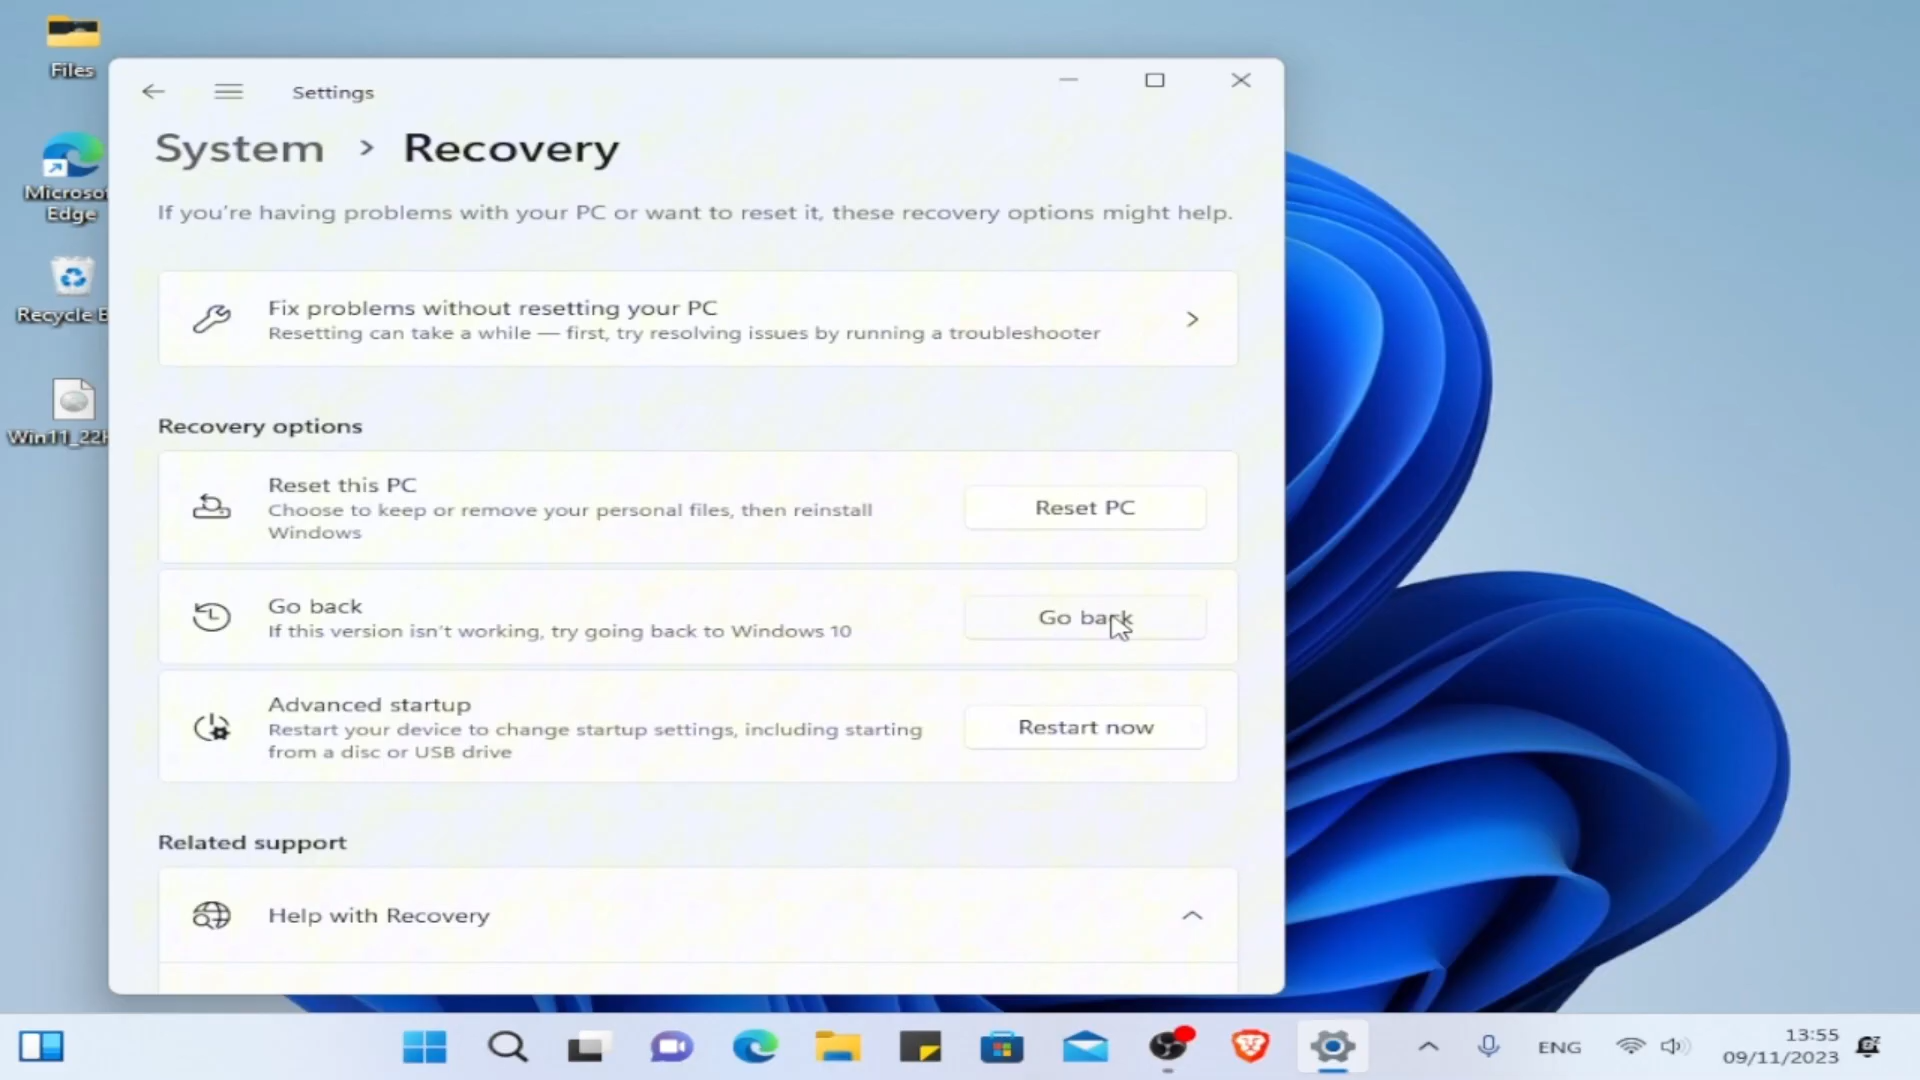 Files
Microsof
Edge
Recycle B
Win11_22H
Settings
System > Recovery
If you're having problems with your PC or want to reset it, these recovery options might help.
Fix problems without resetting your PC
Resetting can take a while — first, try resolving issues by running a troubleshooter
Recovery options
Reset this PC
Choose to keep or remove your personal files, then reinstall
Windows
Reset PC
Go back
If this version isn't working, try going back to Windows 10
Go back
Advanced startup
Restart your device to change startup settings, including starting
from a disc or USB drive
Restart now
Related support
Help with Recovery
ENG
13:55
09/11/2023